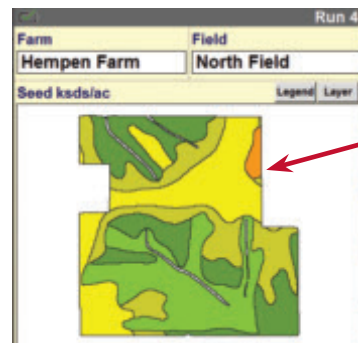 Run 4
Farm Field
Hempen Farm North Field
Seed ksds/ac Legend Layer